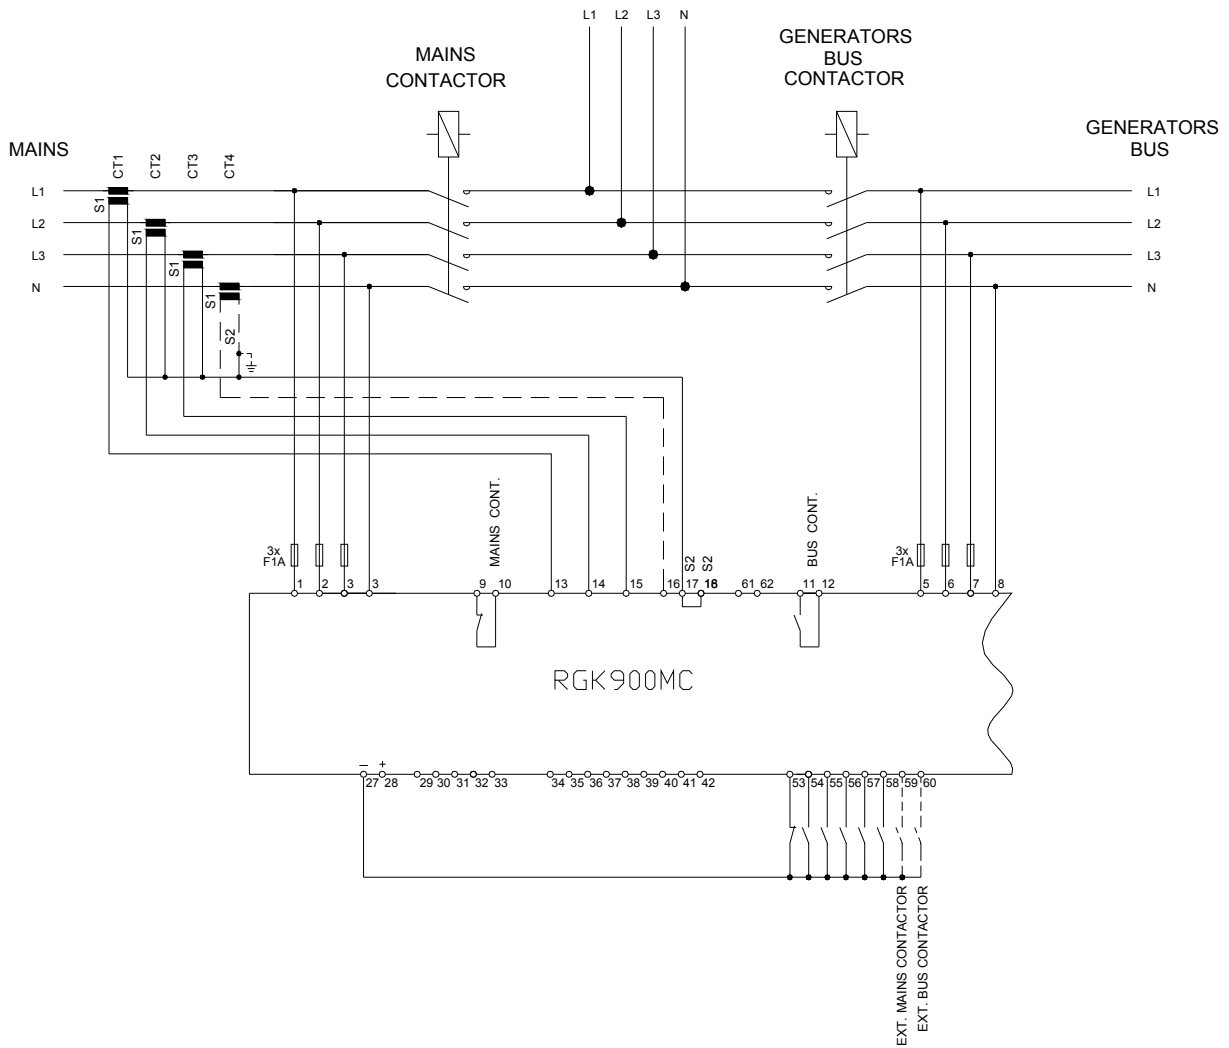 L1 L2 L3 N
MAINS
CONTACTOR
GENERATORS
BUS
CONTACTOR
MAINS
GENERATORS
BUS
CT1 CT2 CT3 CT4
L1
L2
L3
N
S1
S1
S1
S1
S2
L1
L2
L3
N
MAINS CONT.
BUS CONT.
3x
F1A
S2 S2
3x
F1A
1 2 3 3 9 10 13 14 15 16 17 18 61 62 11 12 5 6 7 8
RGK900MC
– +
27 28 29 30 31 32 33 34 35 36 37 38 39 40 41 42 53 54 55 56 57 58 59 60
EXT. MAINS CONTACTOR
EXT. BUS CONTACTOR